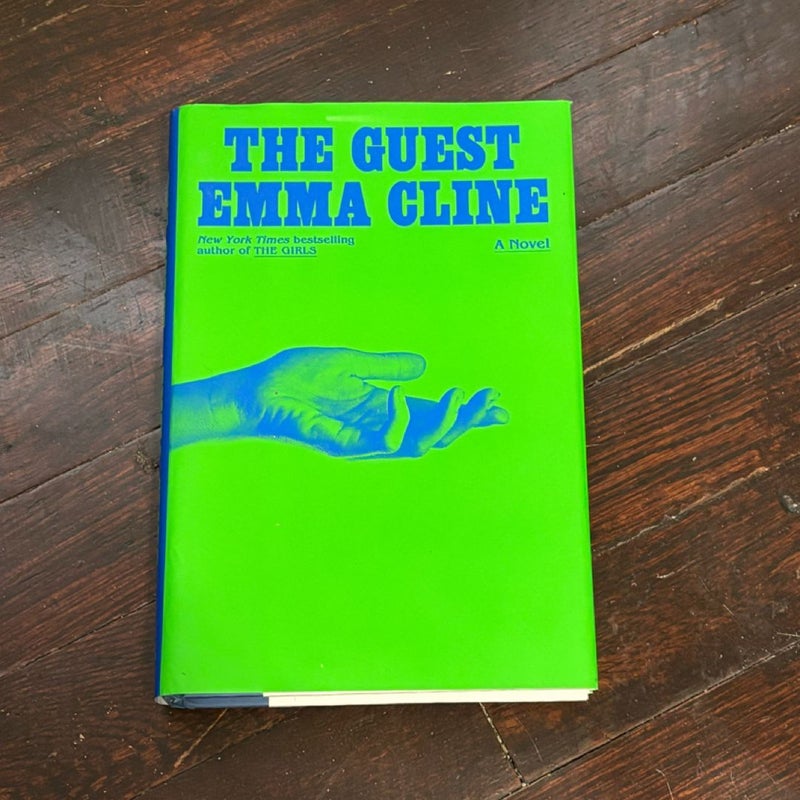 THE GUEST
EMMA CLINE
New York Times bestselling
author of THE GIRLS
A Novel